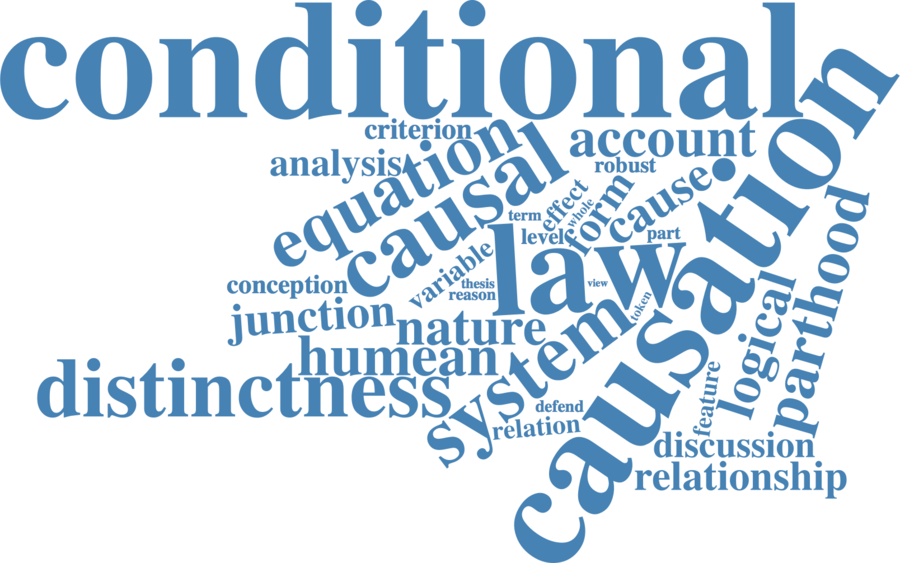 conditional
criterion
account
analysis
equation
causal
robust
effect
whole
form
cause
causation
term
level
part
law
variable
conception
thesis
reason
view
token
junction
nature
humean
system
distinctness
parthood
logical
feature
defend
relation
discussion
relationship